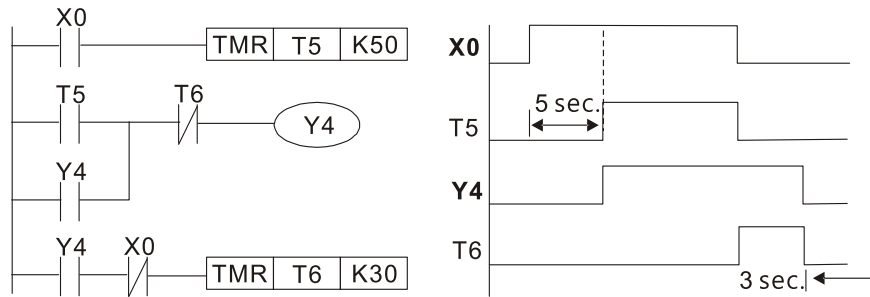 X0
TMR T5 K50
T5 T6
Y4
Y4
Y4 X0
TMR T6 K30
X0
5 sec.
T5
Y4
T6
3 sec.